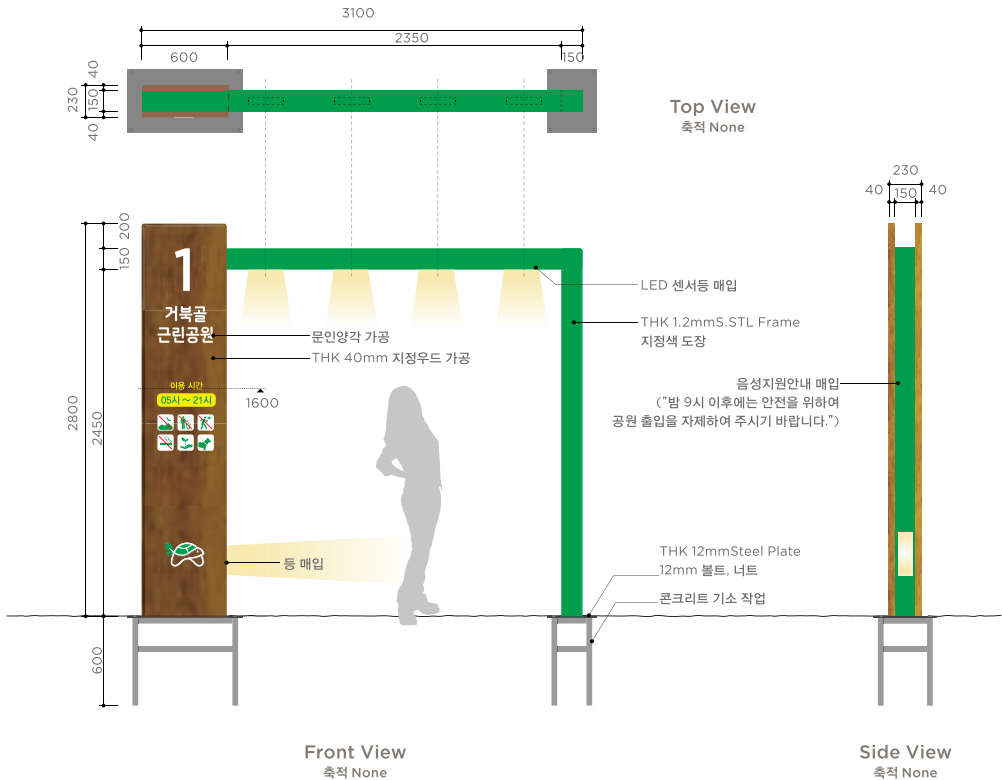 3100
2350
600
150
40
230
150
40
Top View
축적 None
230
40
150
40
200
150
1
거북골
근린공원
이용 시간
05시 ~ 21시
LED 센서등 매입
THK 1.2mmS.STL Frame
지정색 도장
문인양각 가공
THK 40mm 지정우드 가공
1600
음성지원안내 매입
("밤 9시 이후에는 안전을 위하여
공원 출입을 자제하여 주시기 바랍니다.")
2800
2450
등 매입
THK 12mmSteel Plate
12mm 볼트, 너트
콘크리트 기소 작업
600
Front View
축적 None
Side View
축적 None